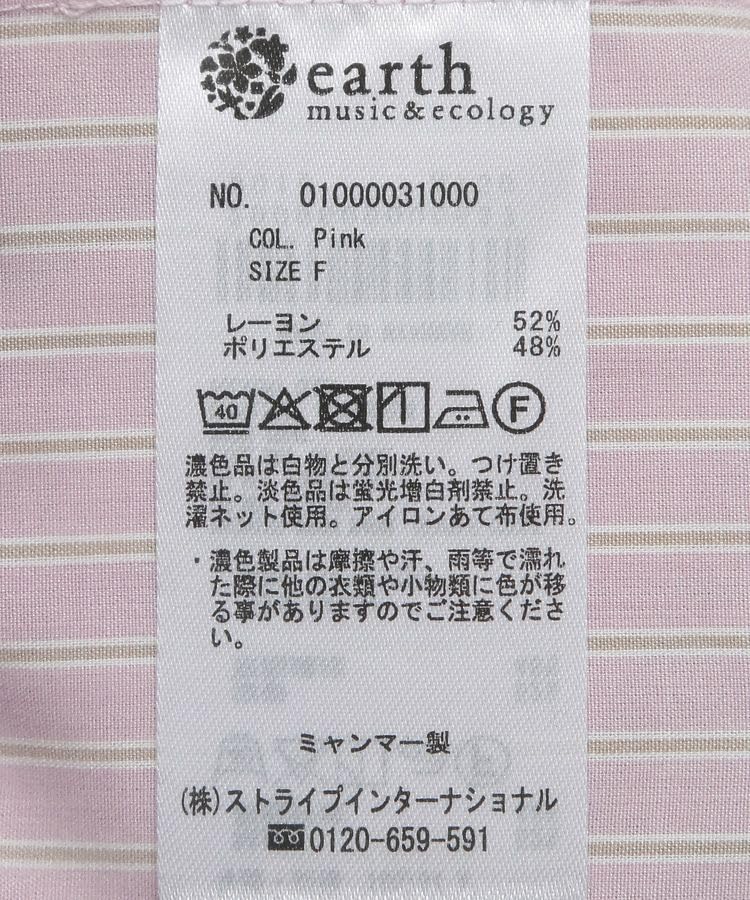 earth
music&ecology
NO. 01000031000
COL. Pink
SIZE F
レーヨン 52%
ポリエステル 48%
40 F
濃色品は白物と分別洗い。つけ置き
禁止。淡色品は蛍光増白剤禁止。洗
濯ネット使用。アイロンあて布使用。
・濃色製品は摩擦や汗、雨等で濡れ
た際に他の衣類や小物類に色が移
る事がありますのでご注意くださ
い。
ミャンマー製
(株)ストライプインターナショナル
0120-659-591